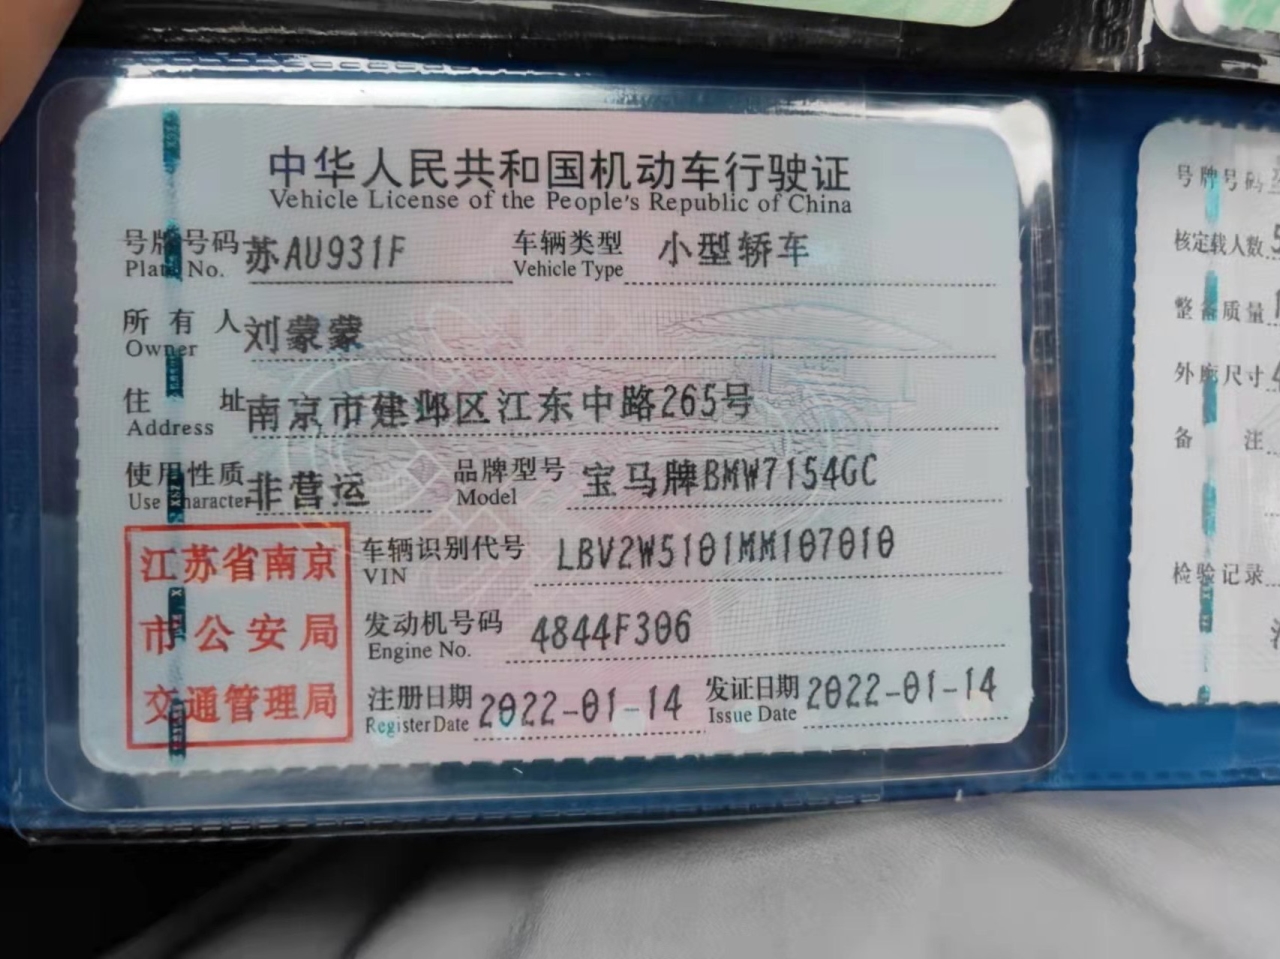 中华人民共和国机动车行驶证
Vehicle License of the People's Republic of China
号牌号码 苏AU931F 车辆类型 小型轿车
Plate No. Vehicle Type
所有人 刘蒙蒙
Owner
住址 南京市建邺区江东中路265号
Address
使用性质 非营运 品牌型号 宝马牌BMW7154GC
Use Character Model
江苏省南京
市公安局
交通管理局
车辆识别代号 LBV2W5101MM107010
VIN
发动机号码 4844F306
Engine No.
注册日期 2022-01-14 发证日期 2022-01-14
Register Date Issue Date
号牌号码
核定载人数
整备质量
外廓尺寸
备注
检验记录